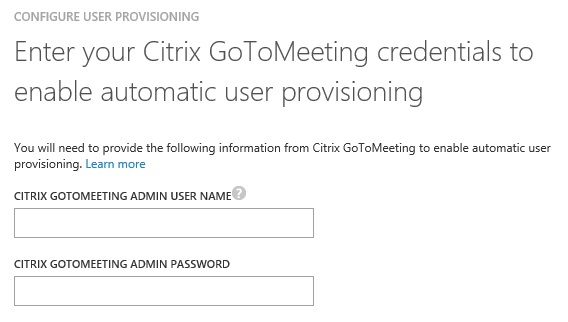 CONFIGURE USER PROVISIONING
Enter your Citrix GoToMeeting credentials to
enable automatic user provisioning
You will need to provide the following information from Citrix GoToMeeting to enable automatic user
provisioning. Learn more
CITRIX GOTOMEETING ADMIN USER NAME ?
CITRIX GOTOMEETING ADMIN PASSWORD